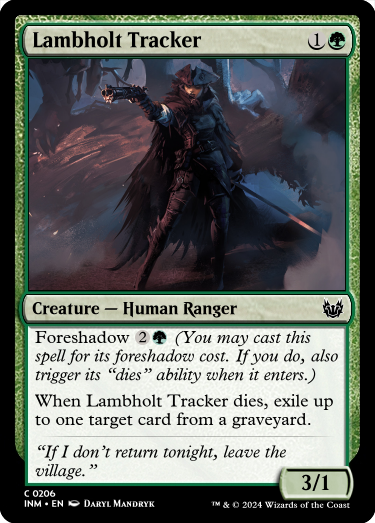 Lambholt Tracker 1
Creature — Human Ranger
Foreshadow 2 (You may cast this
spell for its foreshadow cost. If you do, also
trigger its “dies” ability when it enters.)
When Lambholt Tracker dies, exile up
to one target card from a graveyard.
“If I don’t return tonight, leave the
village.”
3/1
C 0206
INM • EN Daryl Mandryk
™ & © 2024 Wizards of the Coast